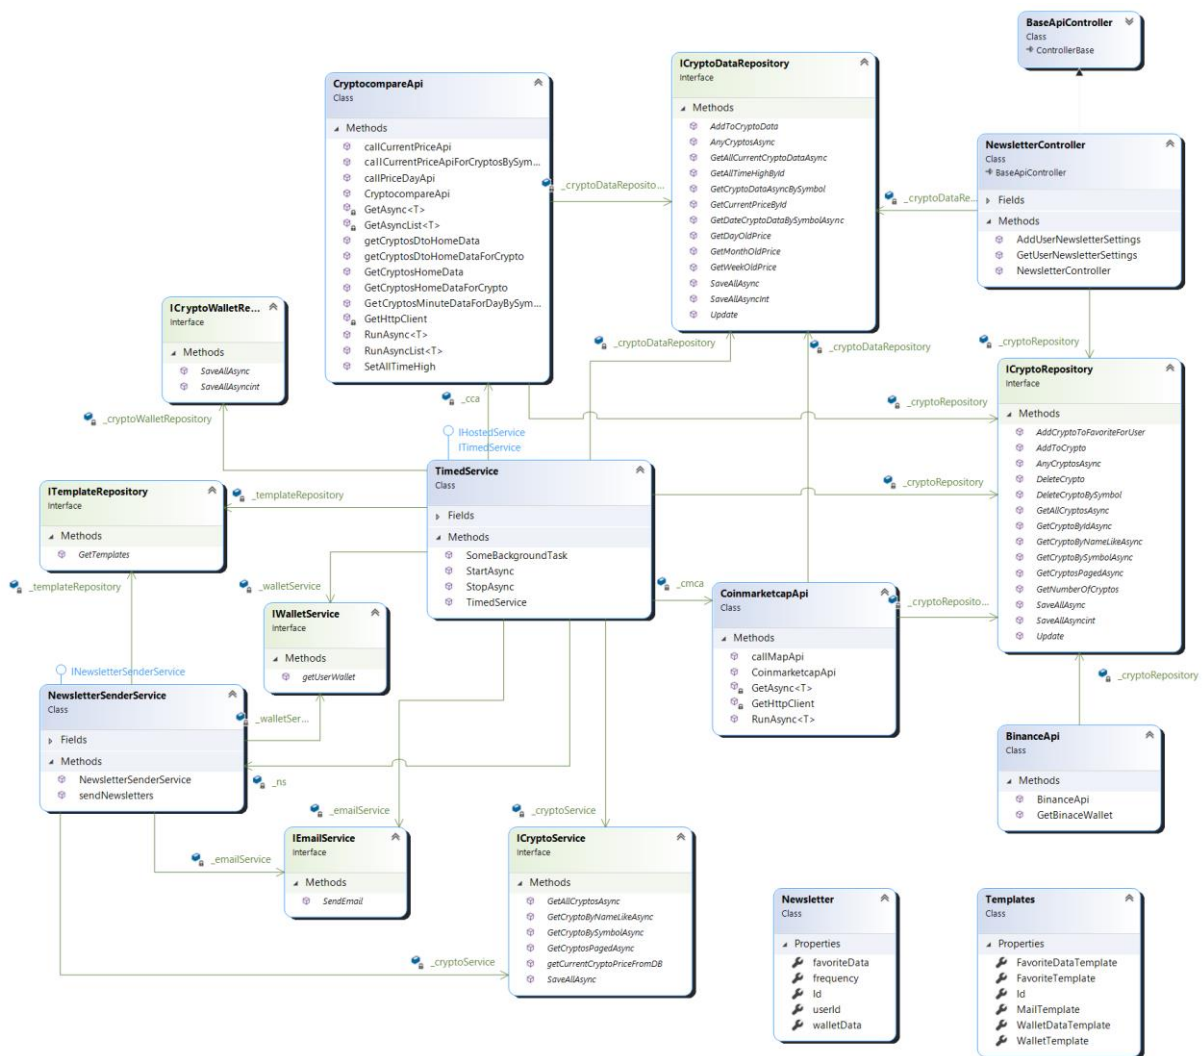 BaseApiController
Class
ControllerBase
CryptocompareApi
Class
Methods
callCurrentPriceApi
callCurrentPriceApiForCryptosBySym...
callPriceDayApi
CryptocompareApi
GetAsync<T>
GetAsyncList<T>
getCryptosDtoHomeData
getCryptosDtoHomeDataForCrypto
GetCryptosHomeData
GetCryptosHomeDataForCrypto
GetCryptosMinuteDataForDayBySym...
GetHttpClient
RunAsync<T>
RunAsyncList<T>
SetAllTimeHigh
_cryptoDataReposito...
ICryptoDataRepository
Interface
Methods
AddToCryptoData
AnyCryptosAsync
GetAllCurrentCryptoDataAsync
GetAllTimeHighById
GetCryptoDataAsyncBySymbol
GetCurrentPriceById
GetDateCryptoDataBySymbolAsync
GetDayOldPrice
GetMonthOldPrice
GetWeekOldPrice
SaveAllAsync
SaveAllAsyncInt
Update
_cryptoDataRe...
NewsletterController
Class
BaseApiController
Fields
Methods
AddUserNewsletterSettings
GetUserNewsletterSettings
NewsletterController
ICryptoWalletRe...
Interface
Methods
SaveAllAsync
SaveAllAsyncint
_cryptoWalletRepository
_cca
_cryptoDataRepository
_cryptoDataRepository
_cryptoRepository
_cryptoRepository
ICryptoRepository
Interface
Methods
AddCryptoToFavoriteForUser
AddToCrypto
AnyCryptosAsync
DeleteCrypto
DeleteCryptoBySymbol
GetAllCryptosAsync
GetCryptoByIdAsync
GetCryptoByNameLikeAsync
GetCryptoBySymbolAsync
GetCryptosPagedAsync
GetNumberOfCryptos
SaveAllAsync
SaveAllAsyncint
Update
IHostedService
ITimedService
TimedService
Class
Fields
Methods
SomeBackgroundTask
StartAsync
StopAsync
TimedService
_cryptoRepository
ITemplateRepository
Interface
Methods
GetTemplates
_templateRepository
_templateRepository
_walletService
IWalletService
Interface
Methods
getUserWallet
_cmca
CoinmarketcapApi
Class
Methods
callMapApi
CoinmarketcapApi
GetAsync<T>
GetHttpClient
RunAsync<T>
_cryptoReposito...
_cryptoRepository
BinanceApi
Class
Methods
BinanceApi
GetBinaceWallet
INewsletterSenderService
NewsletterSenderService
Class
Fields
Methods
NewsletterSenderService
sendNewsletters
_walletSer...
_ns
_emailService
_cryptoService
_emailService
IEmailService
Interface
Methods
SendEmail
ICryptoService
Interface
Methods
GetAllCryptosAsync
GetCryptoByNameLikeAsync
GetCryptoBySymbolAsync
GetCryptosPagedAsync
getCurrentCryptoPriceFromDB
SaveAllAsync
_cryptoService
Newsletter
Class
Properties
favoriteData
frequency
Id
userId
walletData
Templates
Class
Properties
FavoriteDataTemplate
FavoriteTemplate
Id
MailTemplate
WalletDataTemplate
WalletTemplate